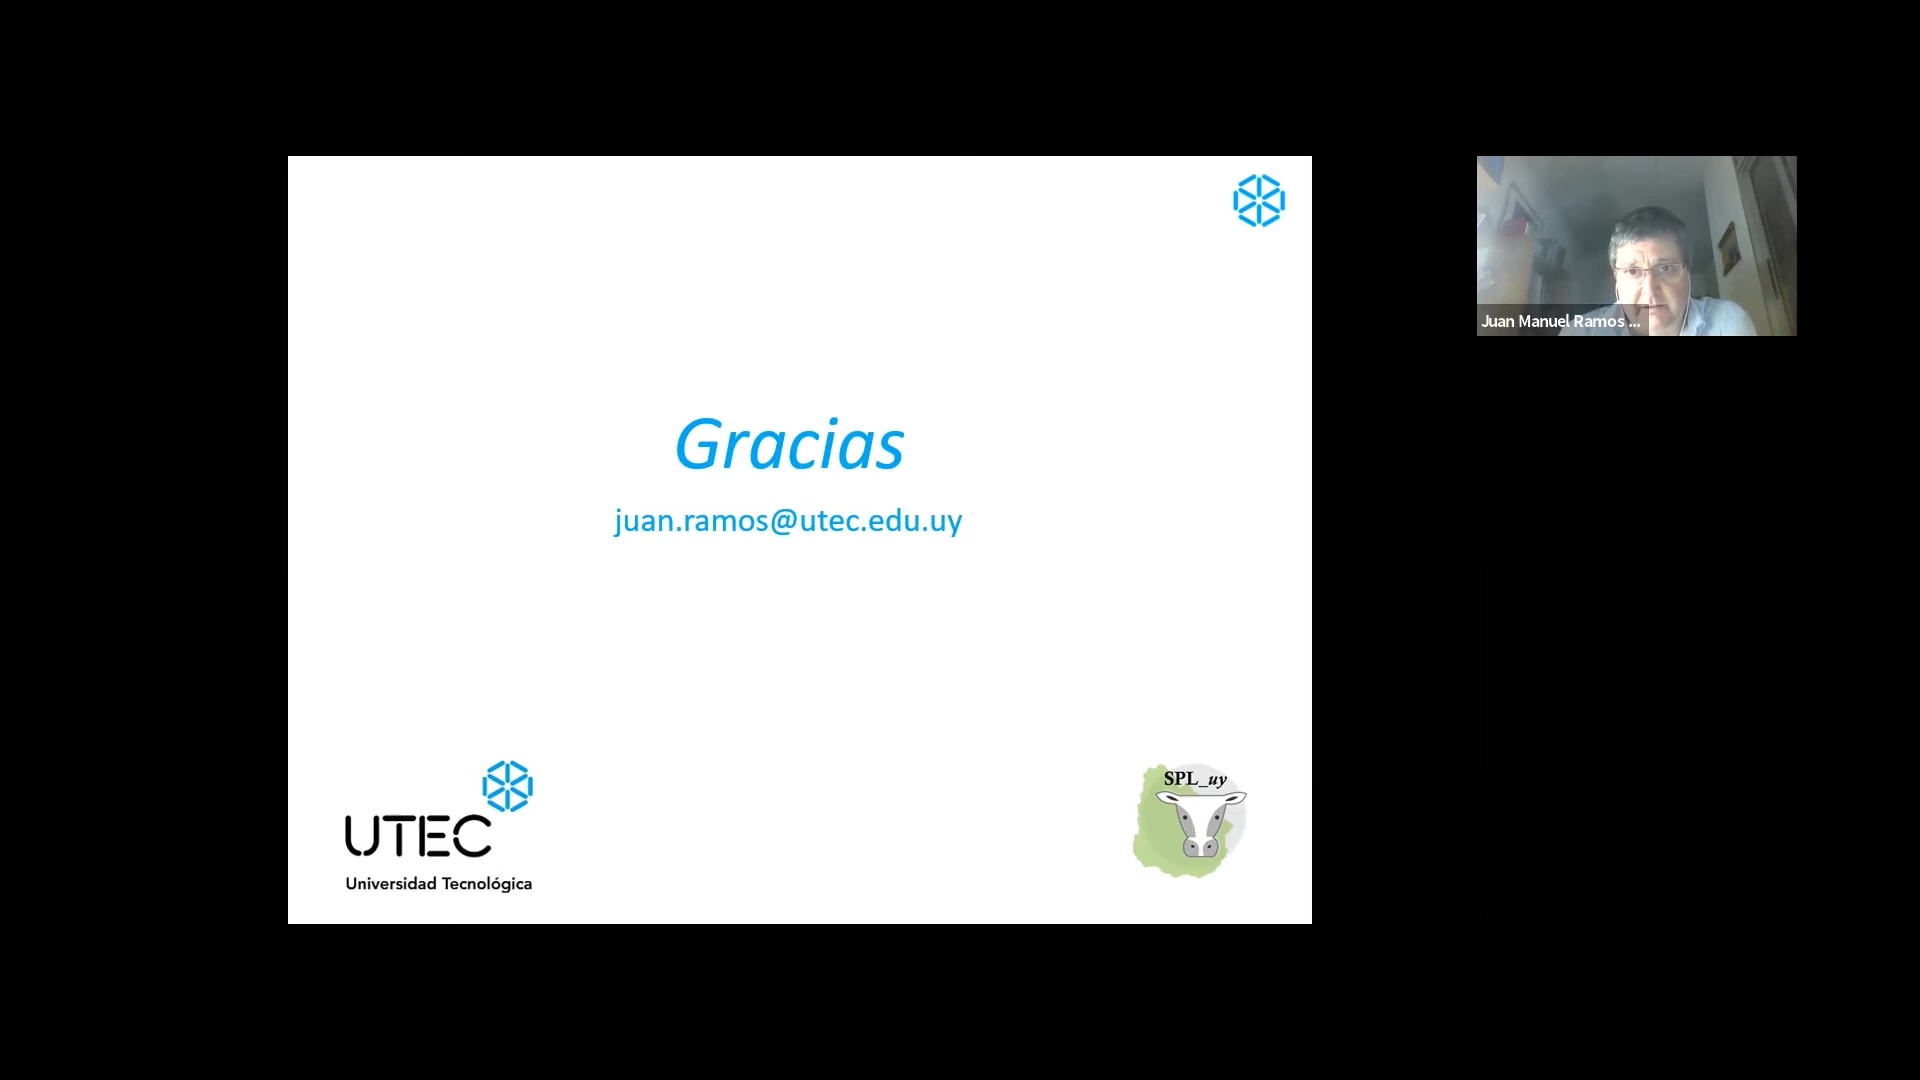 Gracias
juan.ramos@utec.edu.uy
UTEC
Universidad Tecnológica
SPL_uy
Juan Manuel Ramos ...